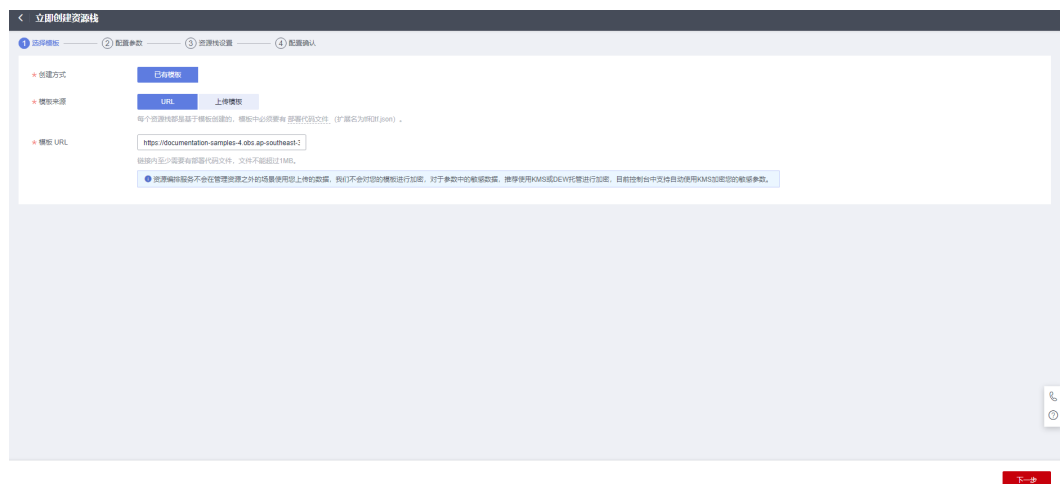 立即创建资源栈
1 选择模板 2 配置参数 3 资源栈设置 4 配置确认
* 创建方式 已有模板
* 模板来源 URL 上传模板
每个资源栈都是基于模板创建的，模板中必须要有 部署代码文件 （扩展名为tf和tf.json）。
* 模板 URL https://documentation-samples-4.obs.ap-southeast-3
链接内至少需要有部署代码文件，文件不能超过1MB。
资源编排服务不会在管理资源之外的场景使用您上传的数据，我们不会对您的模板进行加密，对于参数中的敏感数据，推荐使用KMS或DEW托管进行加密，目前控制台中支持自动使用KMS加密您的敏感参数。
下一步